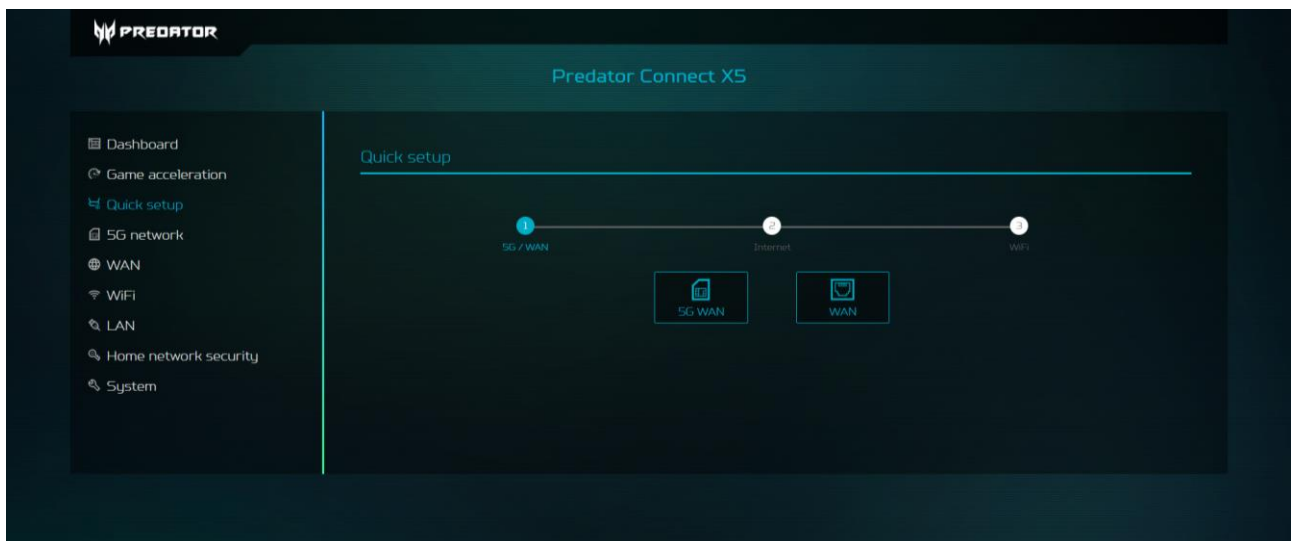 PREDATOR
Predator Connect X5
Dashboard
Game acceleration
Quick setup
5G network
WAN
WiFi
LAN
Home network security
System
Quick setup
1 2 3
5G / WAN Internet WiFi
5G WAN WAN